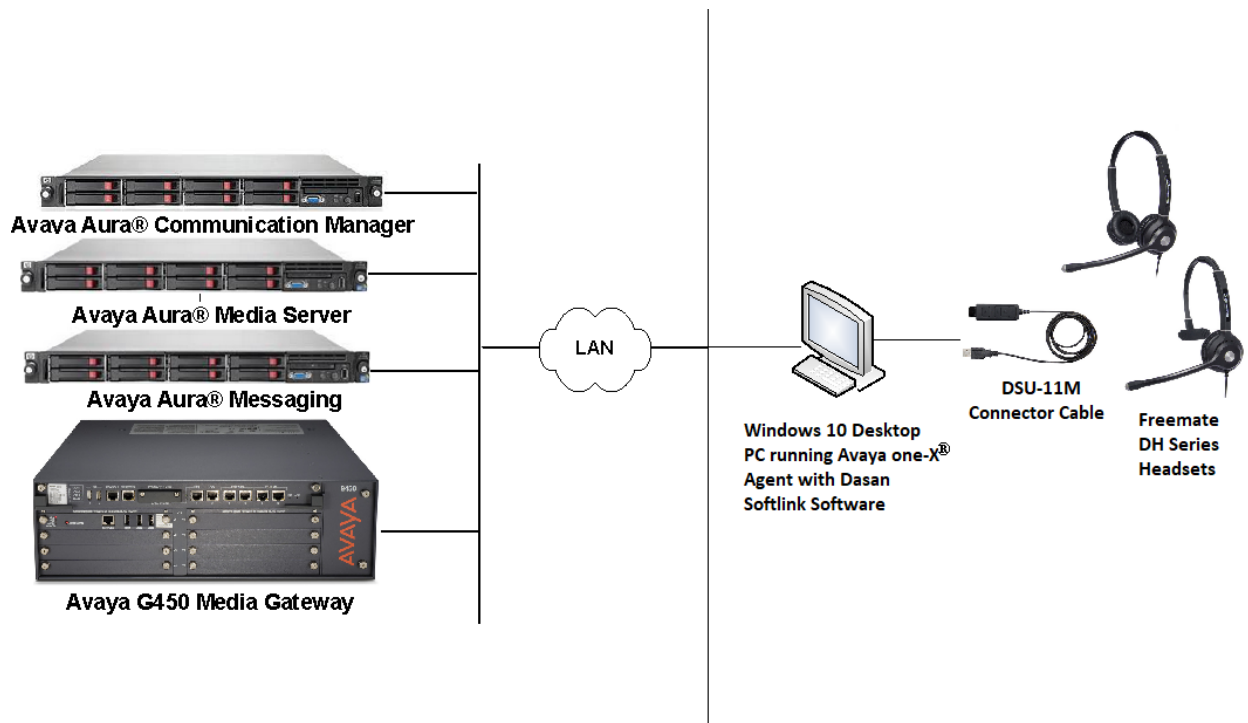 Avaya Aura® Communication Manager
Avaya Aura® Media Server
Avaya Aura® Messaging
AVAYA
Avaya G450 Media Gateway
LAN
Windows 10 Desktop
PC running Avaya one-X®
Agent with Dasan
Softlink Software
DSU-11M
Connector Cable
Freemate
DH Series
Headsets